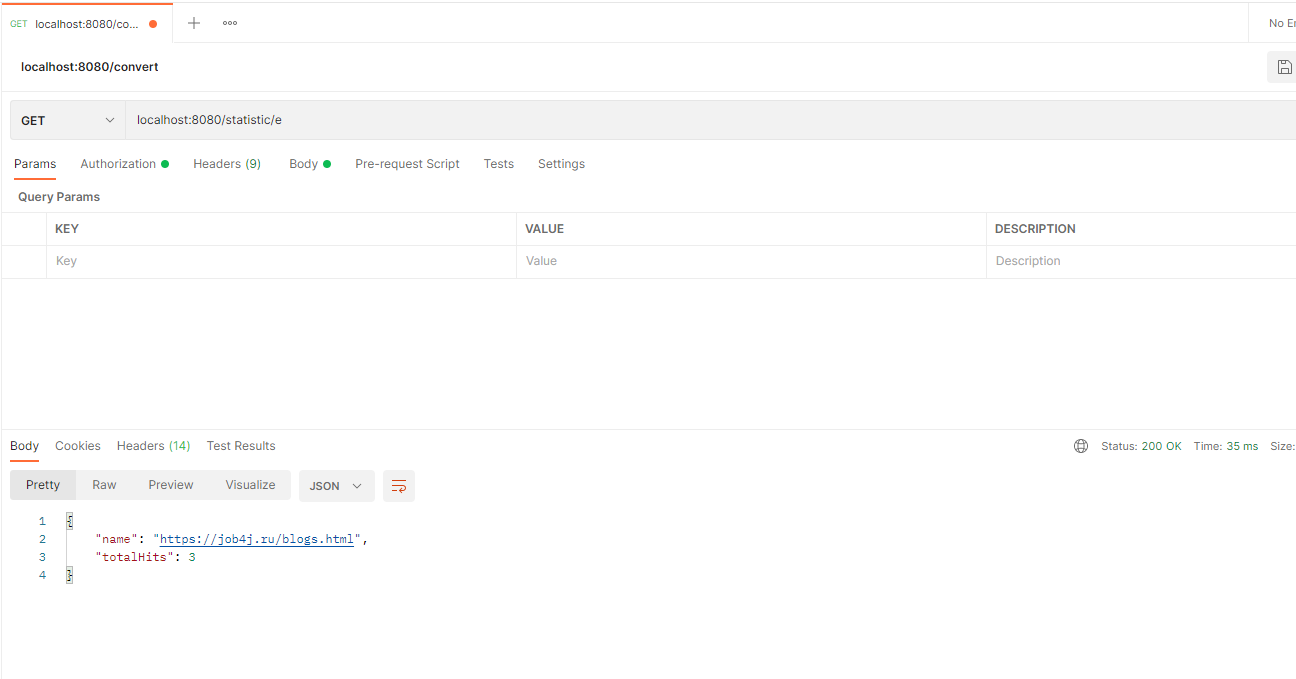 GET localhost:8080/co... No En
localhost:8080/convert
GET localhost:8080/statistic/e
Params Authorization Headers (9) Body Pre-request Script Tests Settings
Query Params
KEY VALUE DESCRIPTION
Key Value Description
Body Cookies Headers (14) Test Results Status: 200 OK Time: 35 ms Size:
Pretty Raw Preview Visualize JSON
1 {
2 "name": "https://job4j.ru/blogs.html",
3 "totalHits": 3
4 }